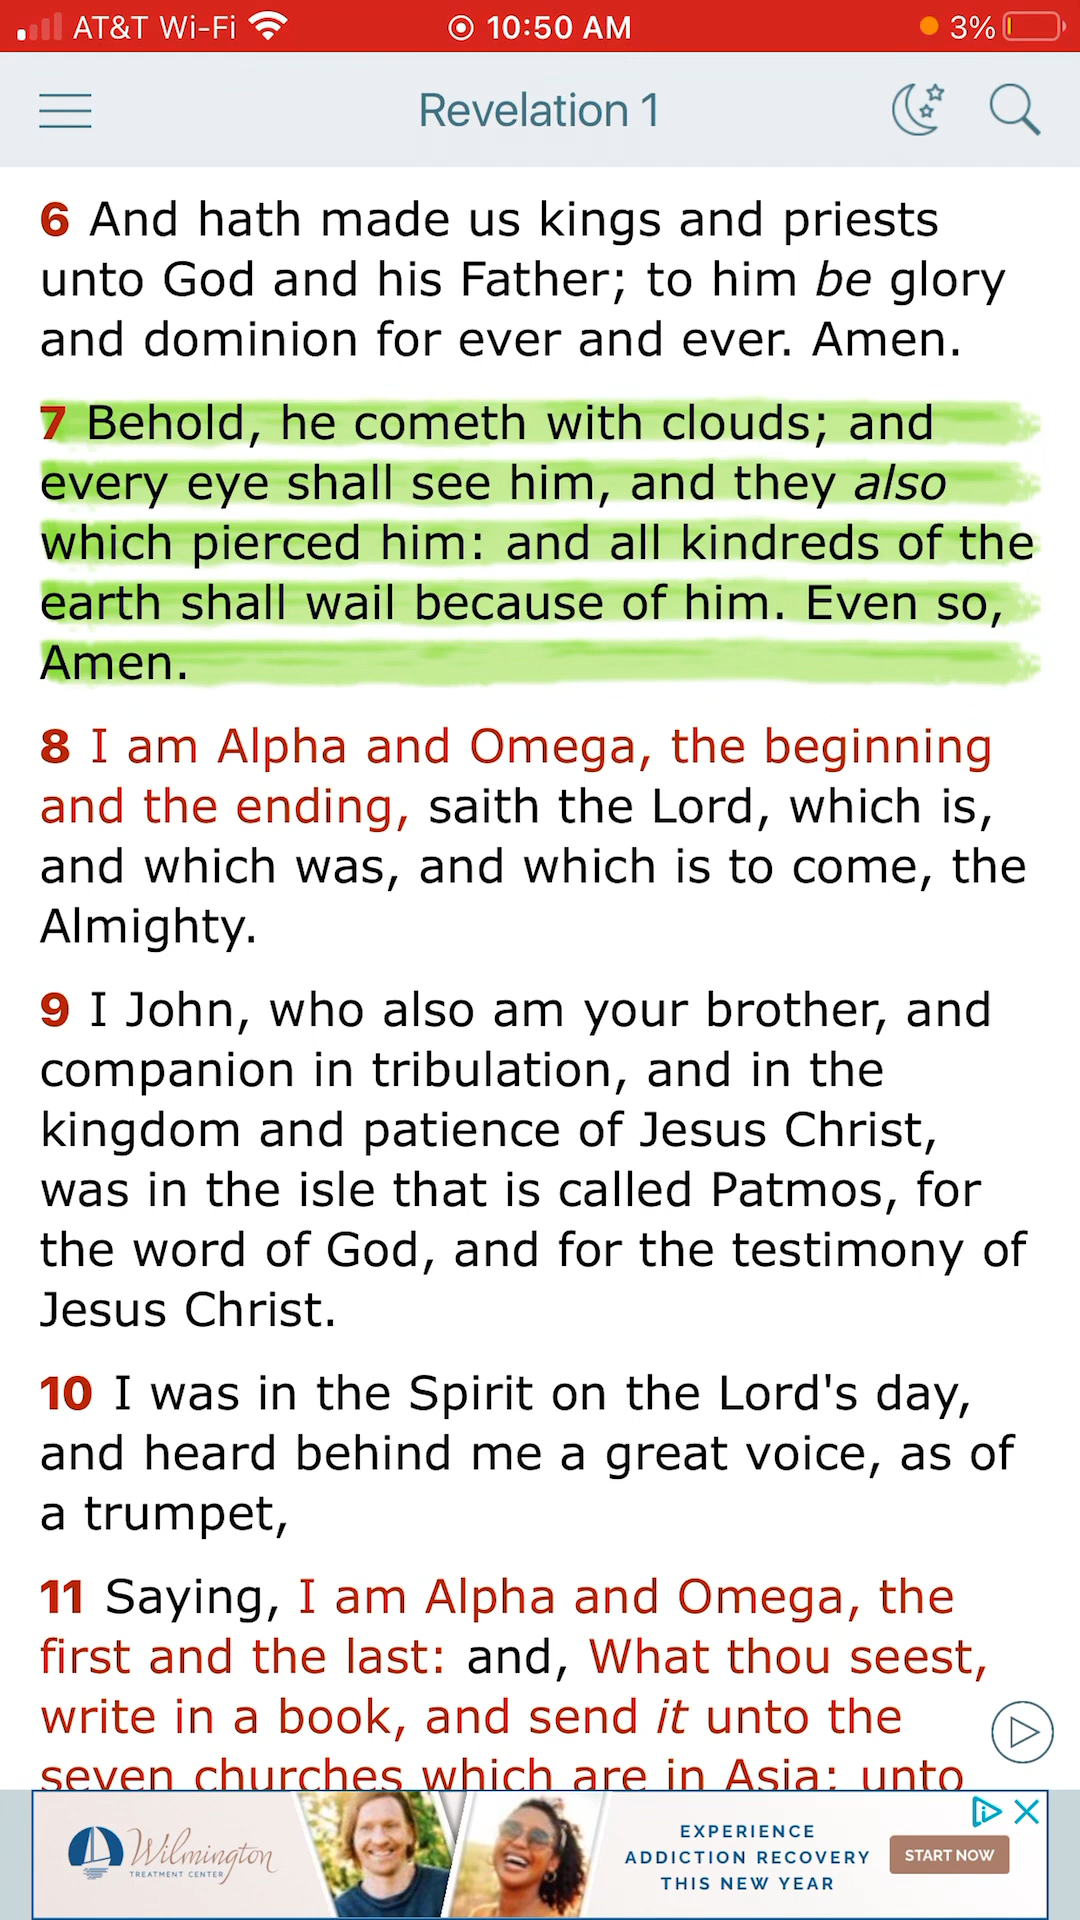 AT&T Wi-Fi 10:50 AM 3%
Revelation 1
6 And hath made us kings and priests
unto God and his Father; to him be glory
and dominion for ever and ever. Amen.
7 Behold, he cometh with clouds; and
every eye shall see him, and they also
which pierced him: and all kindreds of the
earth shall wail because of him. Even so,
Amen.
8 I am Alpha and Omega, the beginning
and the ending, saith the Lord, which is,
and which was, and which is to come, the
Almighty.
9 I John, who also am your brother, and
companion in tribulation, and in the
kingdom and patience of Jesus Christ,
was in the isle that is called Patmos, for
the word of God, and for the testimony of
Jesus Christ.
10 I was in the Spirit on the Lord's day,
and heard behind me a great voice, as of
a trumpet,
11 Saying, I am Alpha and Omega, the
first and the last: and, What thou seest,
write in a book, and send it unto the
seven churches which are in Asia; unto
Wilmington
TREATMENT CENTER
EXPERIENCE
ADDICTION RECOVERY
THIS NEW YEAR
START NOW